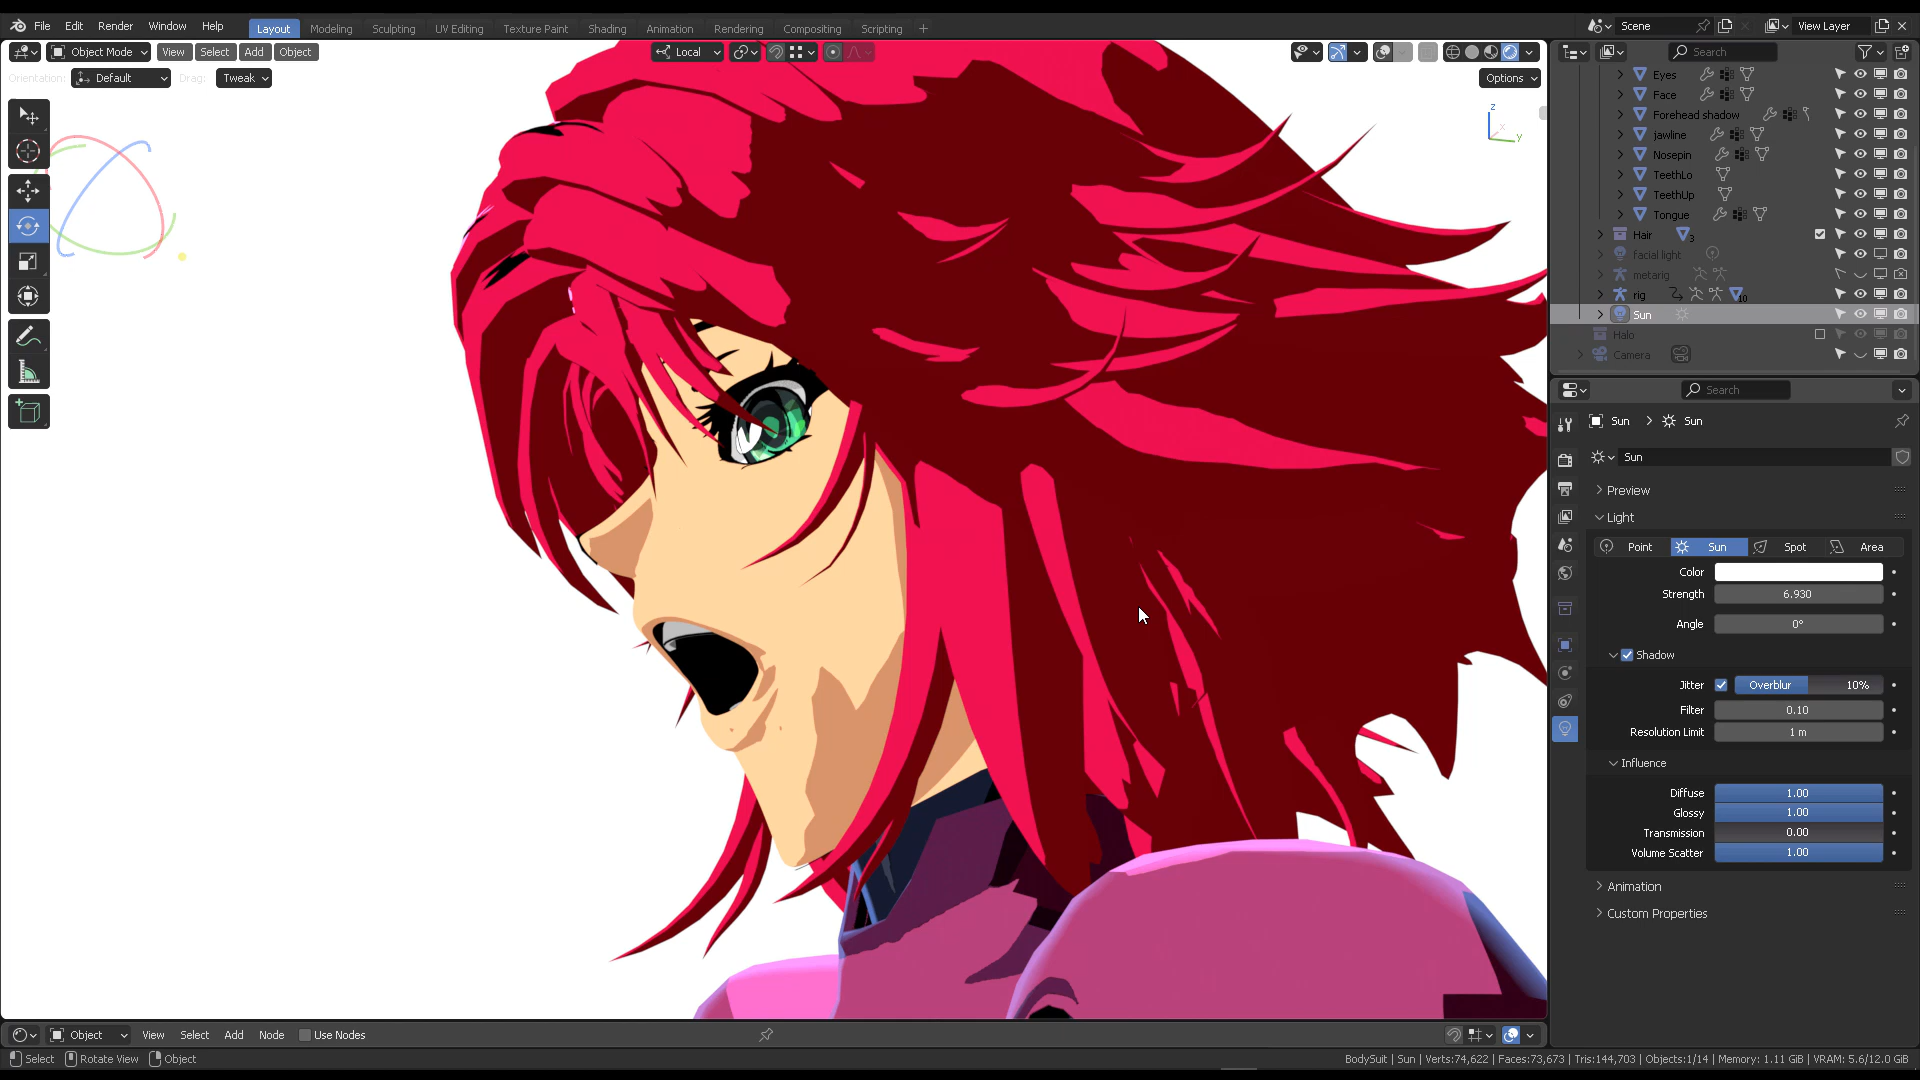 File Edit Render Window Help Layout Modeling Sculpting UV Editing Texture Paint Shading Animation Rendering Compositing Scripting Scene View Layer
Object Mode View Select Add Object Local Search
Orientation: Default Drag: Tweak Options
z
x
y
Eyes
Face
Forehead shadow
jawline
Nosepin
TeethLo
TeethUp
Tongue
Hair 3
facial light
metarig
rig 10
Sun
Halo
Camera
Search
Sun Sun
Sun
Preview
Light
Point Sun Spot Area
Color
Strength 6.930
Angle 0°
Shadow
Jitter Overblur 10%
Filter 0.10
Resolution Limit 1 m
Influence
Diffuse 1.00
Glossy 1.00
Transmission 0.00
Volume Scatter 1.00
Animation
Custom Properties
Object View Select Add Node Use Nodes
Select Rotate View Object BodySuit | Sun | Verts:74,622 | Faces:73,673 | Tris:144,703 | Objects:1/14 | Memory: 1.11 GiB | VRAM: 5.6/12.0 GiB